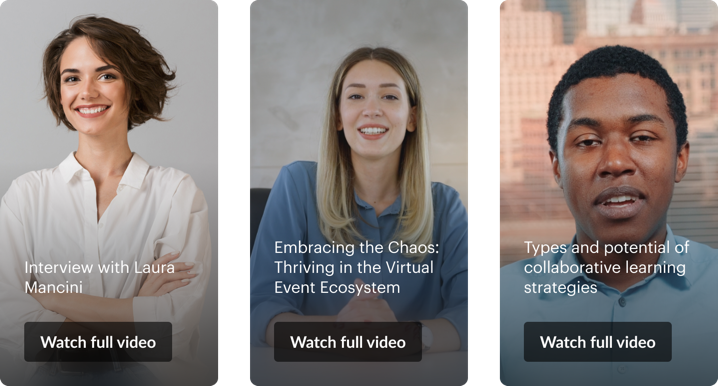 Interview with Laura
Mancini
Watch full video
Embracing the Chaos:
Thriving in the Virtual
Event Ecosystem
Watch full video
Types and potential of
collaborative learning
strategies
Watch full video